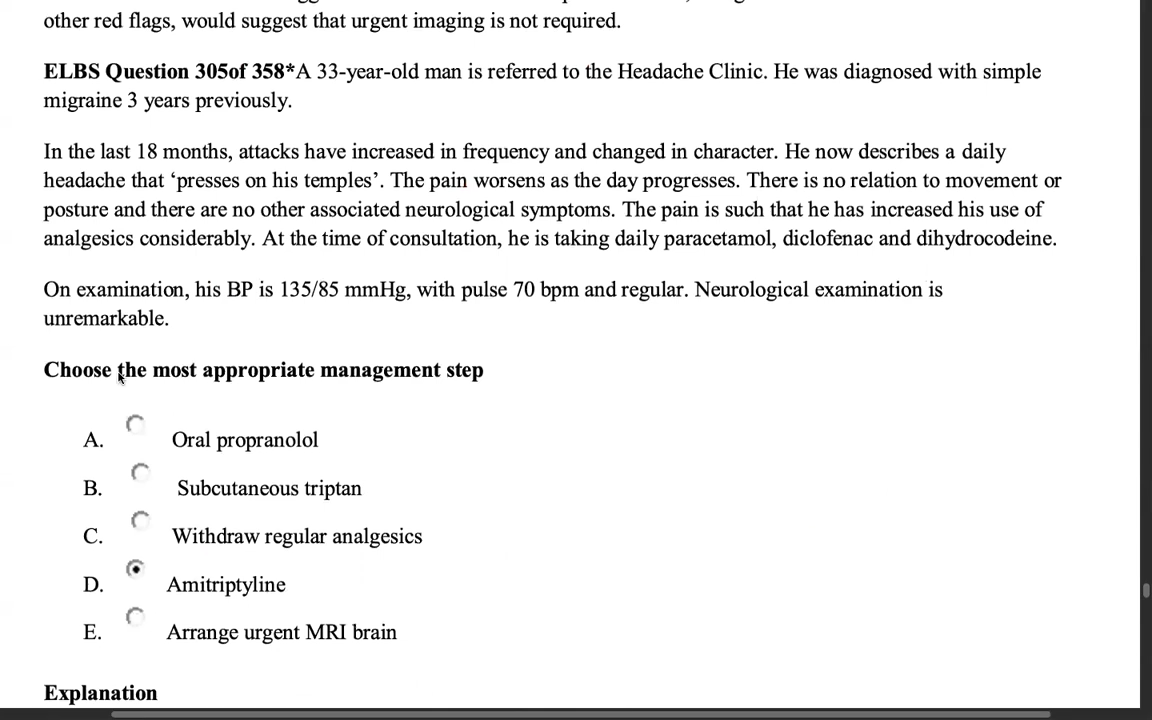 other red flags, would suggest that urgent imaging is not required.
ELBS Question 305of 358*A 33-year-old man is referred to the Headache Clinic. He was diagnosed with simple
migraine 3 years previously.
In the last 18 months, attacks have increased in frequency and changed in character. He now describes a daily
headache that ‘presses on his temples’. The pain worsens as the day progresses. There is no relation to movement or
posture and there are no other associated neurological symptoms. The pain is such that he has increased his use of
analgesics considerably. At the time of consultation, he is taking daily paracetamol, diclofenac and dihydrocodeine.
On examination, his BP is 135/85 mmHg, with pulse 70 bpm and regular. Neurological examination is
unremarkable.
Choose the most appropriate management step
A. Oral propranolol
B. Subcutaneous triptan
C. Withdraw regular analgesics
D. Amitriptyline
E. Arrange urgent MRI brain
Explanation